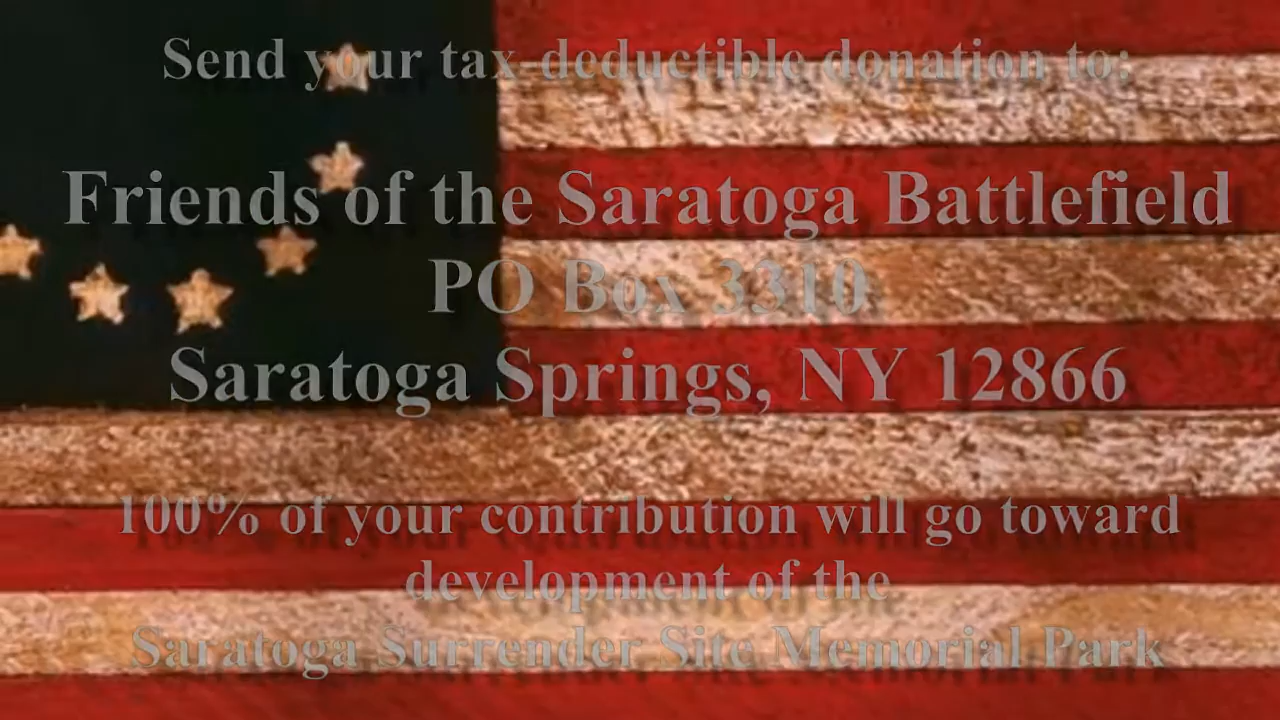 Send your tax-deductible donation to:
Friends of the Saratoga Battlefield
PO Box 3310
Saratoga Springs, NY 12866
100% of your contribution will go toward
development of the
Saratoga Surrender Site Memorial Park